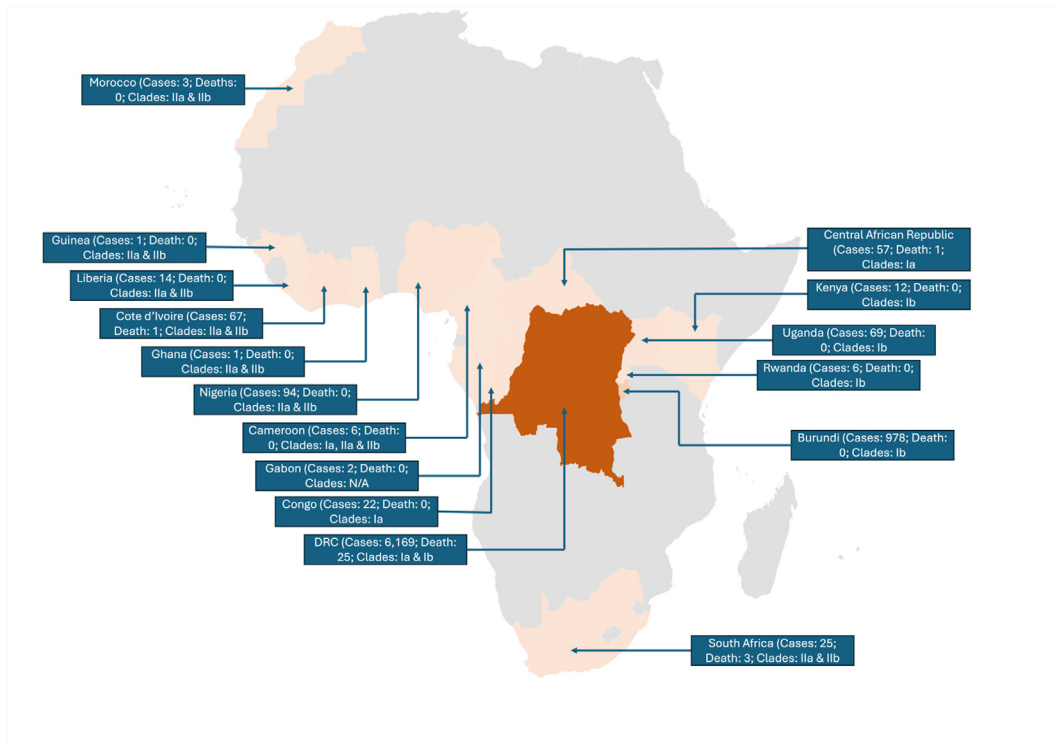 Morocco (Cases: 3; Deaths:
0; Clades: IIa & IIb)
Guinea (Cases: 1; Death: 0;
Clades: IIa & IIb)
Liberia (Cases: 14; Death: 0;
Clades: IIa & IIb)
Cote d'Ivoire (Cases: 67;
Death: 1; Clades: IIa & IIb)
Ghana (Cases: 1; Death: 0;
Clades: IIa & IIb)
Nigeria (Cases: 94; Death: 0;
Clades: IIa & IIb)
Cameroon (Cases: 6; Death:
0; Clades: Ia, IIa & IIb)
Gabon (Cases: 2; Death: 0;
Clades: N/A
Congo (Cases: 22; Death: 0;
Clades: Ia)
DRC (Cases: 6,169; Death:
25; Clades: Ia & Ib)
Central African Republic
(Cases: 57; Death: 1;
Clades: Ia)
Kenya (Cases: 12; Death: 0;
Clades: Ib)
Uganda (Cases: 69; Death:
0; Clades: Ib)
Rwanda (Cases: 6; Death: 0;
Clades: Ib)
Burundi (Cases: 978; Death:
0; Clades: Ib)
South Africa (Cases: 25;
Death: 3; Clades: IIa & IIb)